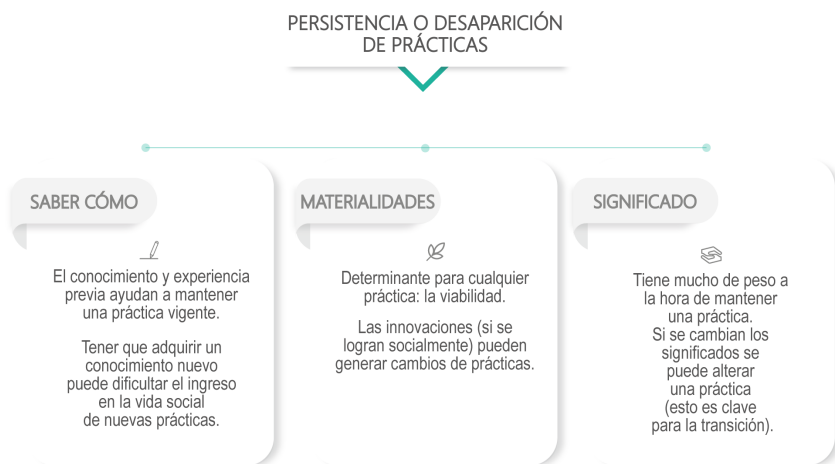 PERSISTENCIA O DESAPARICIÓN
DE PRÁCTICAS
SABER CÓMO
El conocimiento y experiencia
previa ayudan a mantener
una práctica vigente.
Tener que adquirir un
conocimiento nuevo
puede dificultar el ingreso
en la vida social
de nuevas prácticas.
MATERIALIDADES
Determinante para cualquier
práctica: la viabilidad.
Las innovaciones (si se
logran socialmente) pueden
generar cambios de prácticas.
SIGNIFICADO
Tiene mucho de peso a
la hora de mantener
una práctica.
Si se cambian los
significados se
puede alterar
una práctica
(esto es clave
para la transición).